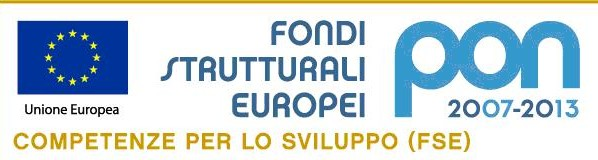 Unione Europea
FONDI
STRUTTURALI
EUROPEI
pon
2007-2013
COMPETENZE PER LO SVILUPPO (FSE)